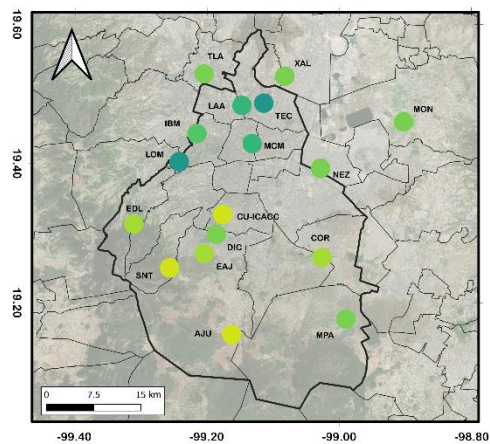 19.60
TLA
XAL
LAA
TEC
MON
IBM
MCM
19.40
LOM
NEZ
EDL
CU-ICACC
DIC
COR
EAJ
SNT
19.20
AJU
MPA
0 7.5 15 km
-99.40 -99.20 -99.00 -98.80